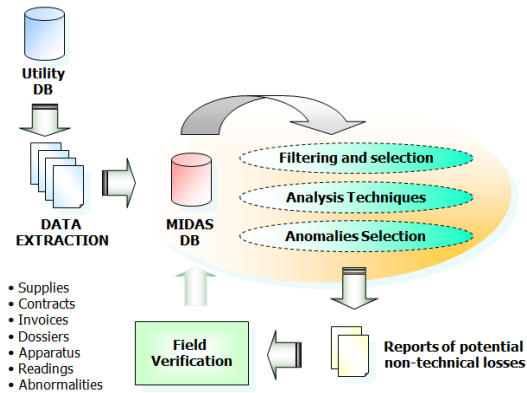 Utility
DB
DATA
EXTRACTION
MIDAS
DB
Filtering and selection
Analysis Techniques
Anomalies Selection
• Supplies
• Contracts
• Invoices
• Dossiers
• Apparatus
• Readings
• Abnormalities
Field
Verification
Reports of potential
non-technical losses